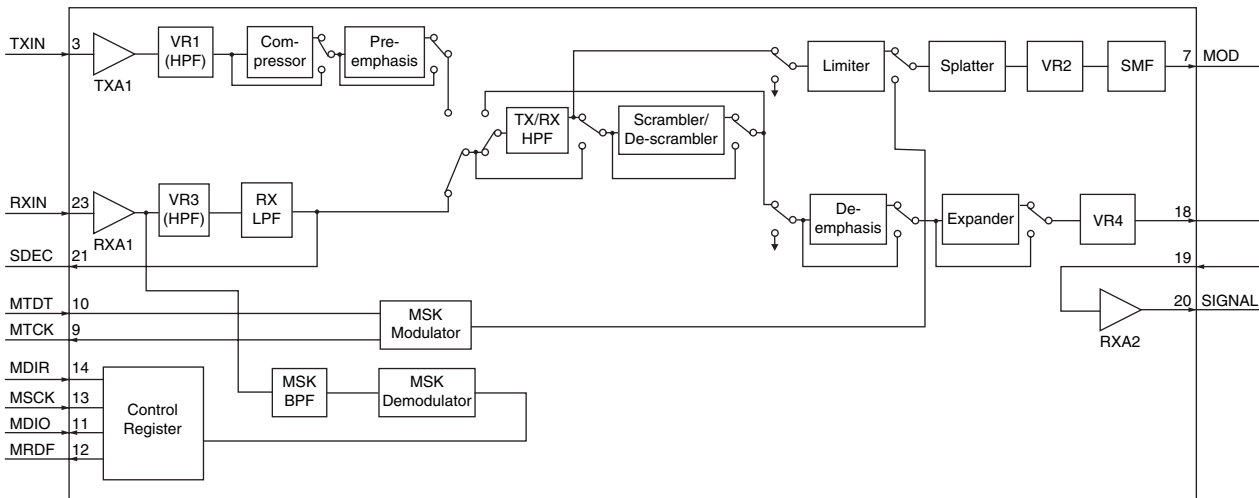 TXIN
3
TXA1
VR1
(HPF)
Com-
pressor
Pre-
emphasis
TX/RX
HPF
Scrambler/
De-scrambler
Limiter
Splatter
VR2
SMF
7
MOD
RXIN
23
RXA1
VR3
(HPF)
RX
LPF
De-
emphasis
Expander
VR4
18
SDEC
21
19
MTDT
10
MTCK
9
MSK
Modulator
RXA2
20
SIGNAL
MDIR
14
MSCK
13
MDIO
11
MRDF
12
Control
Register
MSK
BPF
MSK
Demodulator